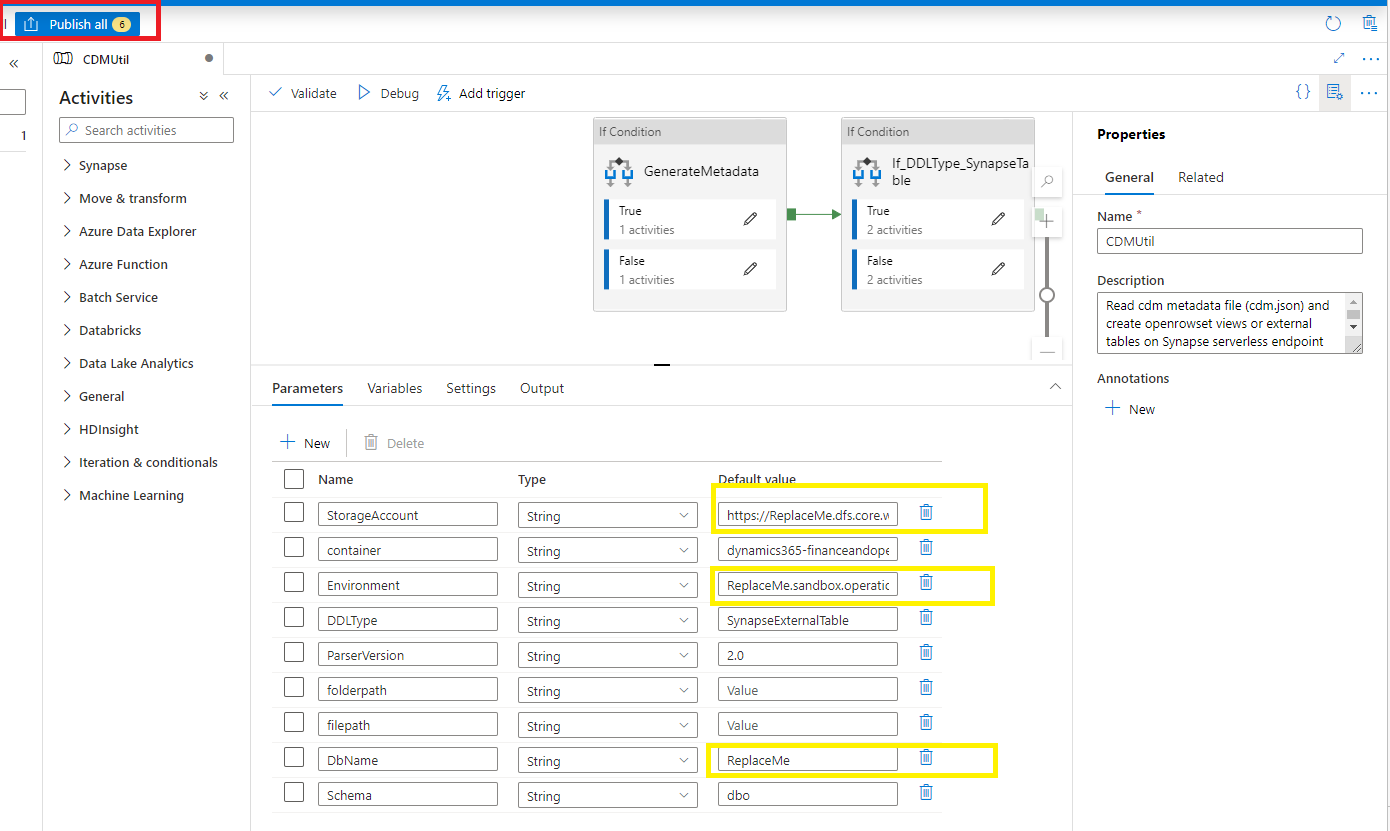 Publish all 6
CDMUtil
Activities
Search activities
1
Synapse
Move & transform
Azure Data Explorer
Azure Function
Batch Service
Databricks
Data Lake Analytics
General
HDInsight
Iteration & conditionals
Machine Learning
Validate Debug Add trigger
{}
If Condition
GenerateMetadata
True
1 activities
False
1 activities
If Condition
If_DDLType_SynapseTa
ble
True
2 activities
False
2 activities
Parameters Variables Settings Output
New Delete
Name Type Default value
StorageAccount String https://ReplaceMe.dfs.core.w
container String dynamics365-financeandope
Environment String ReplaceMe.sandbox.operatic
DDLType String SynapseExternalTable
ParserVersion String 2.0
folderpath String Value
filepath String Value
DbName String ReplaceMe
Schema String dbo
Properties
General Related
Name *
CDMUtil
Description
Read cdm metadata file (cdm.json) and
create openrowset views or external
tables on Synapse serverless endpoint
Annotations
New